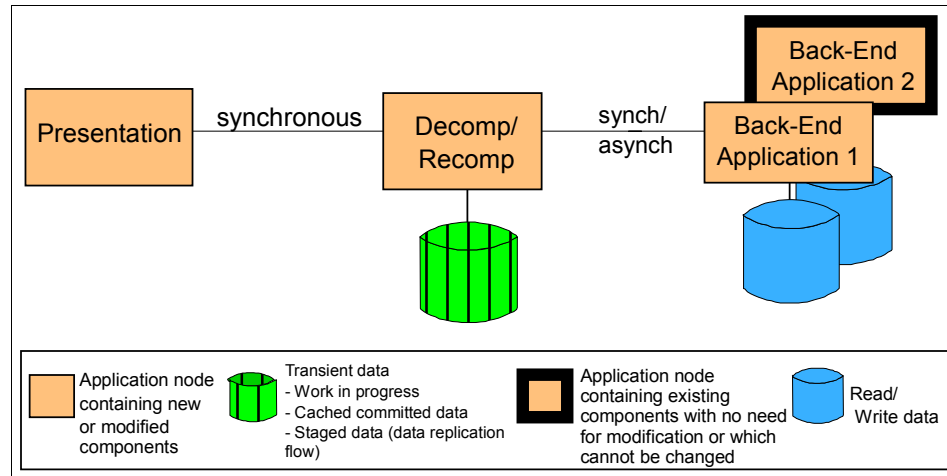 Back-End
Application 2
Presentation
synchronous
Decomp/
Recomp
synch/
asynch
Back-End
Application 1
Application node
containing new
or modified
components
Transient data
- Work in progress
- Cached committed data
- Staged data (data replication
flow)
Application node
containing existing
components with no need
for modification or which
cannot be changed
Read/
Write data